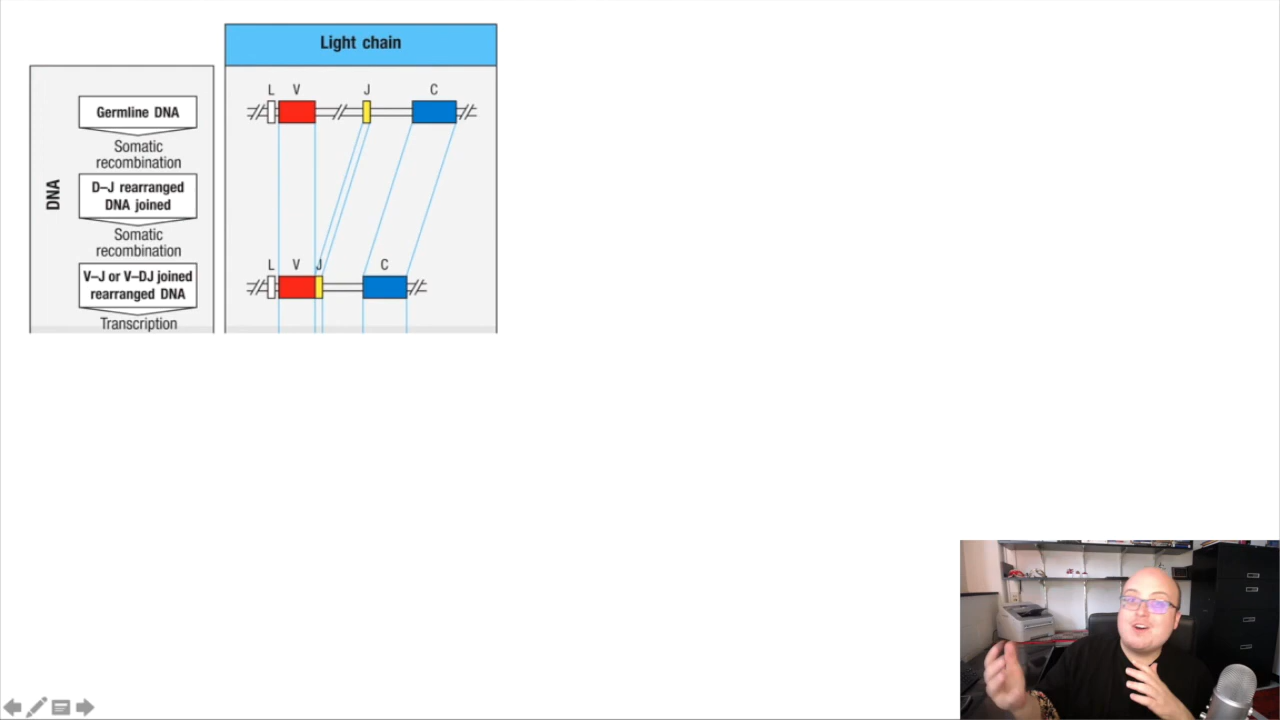 Light chain
DNA
Germline DNA
Somatic
recombination
D–J rearranged
DNA joined
Somatic
recombination
V–J or V–DJ joined
rearranged DNA
Transcription
L V J C
L V J C